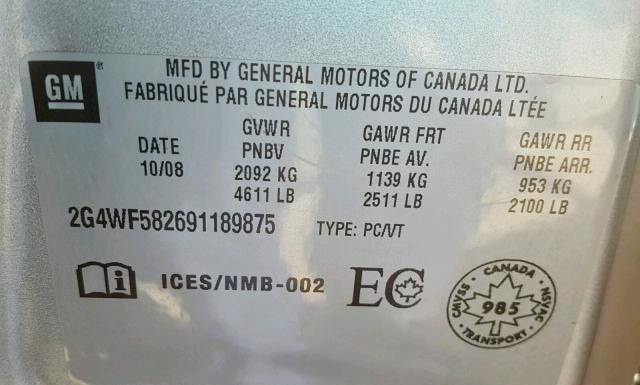 GM ®
MFD BY GENERAL MOTORS OF CANADA LTD.
FABRIQUÉ PAR GENERAL MOTORS DU CANADA LTÉE
DATE
10/08
GVWR
PNBV
2092 KG
4611 LB
GAWR FRT
PNBE AV.
1139 KG
2511 LB
GAWR RR
PNBE ARR.
953 KG
2100 LB
2G4WF582691189875 TYPE: PC/VT
i ICES/NMB-002 EC
CANADA
CMVSS
985
NSVAC
TRANSPORT